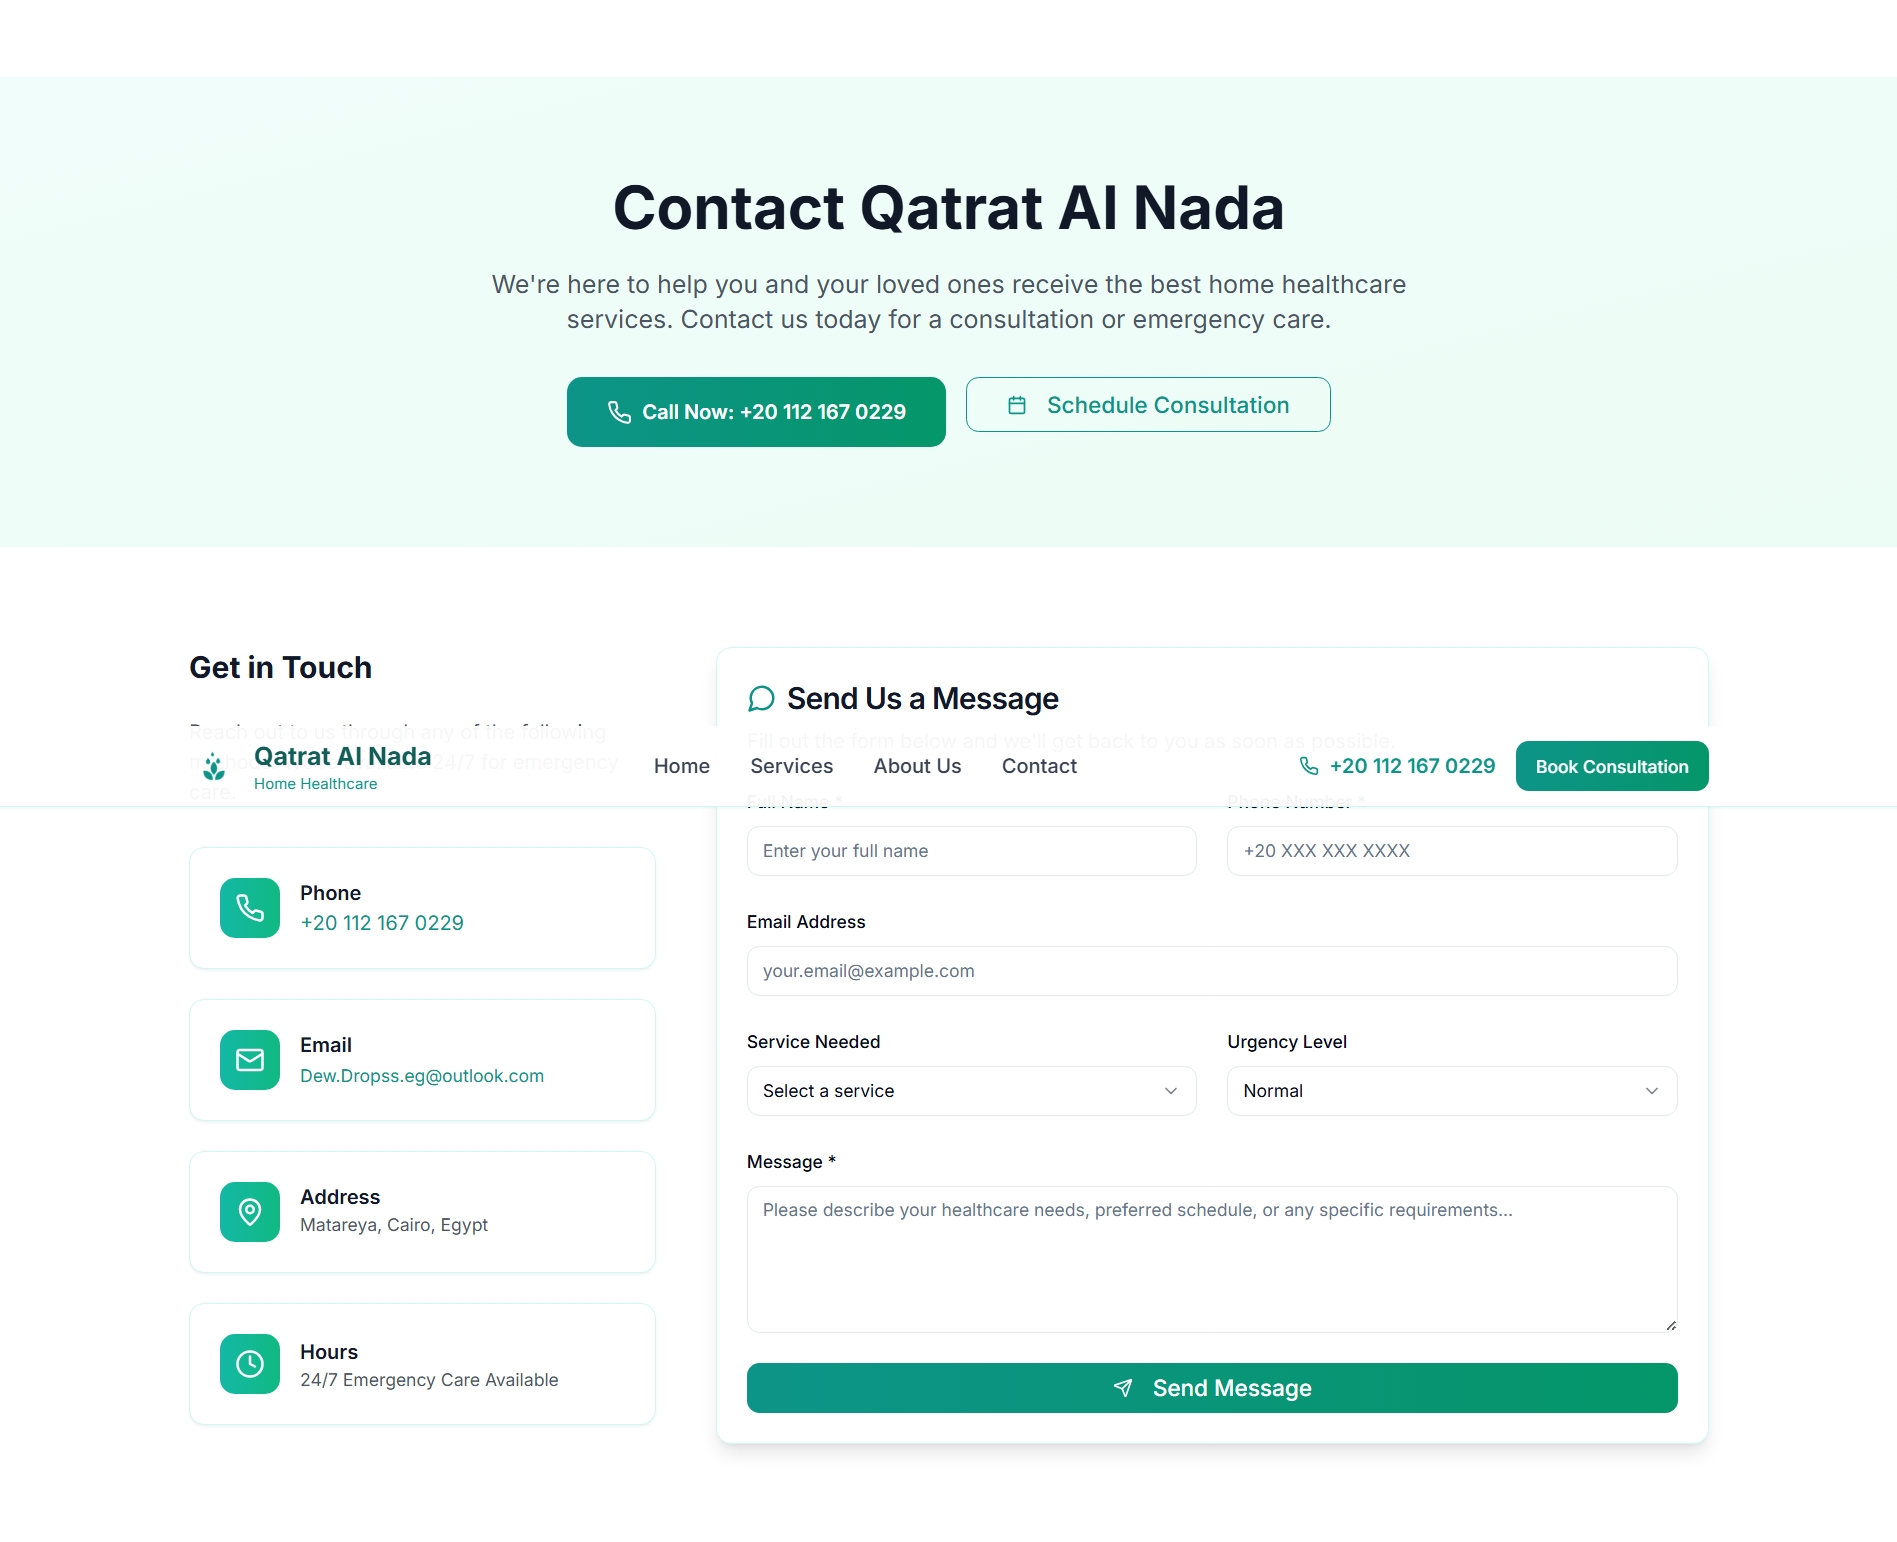 Contact Qatrat Al Nada
We're here to help you and your loved ones receive the best home healthcare
services. Contact us today for a consultation or emergency care.
Call Now: +20 112 167 0229
Schedule Consultation
Get in Touch
Reach out to us through any of the following
24/7 for emergency
care.
Qatrat Al Nada
Home Healthcare
Home
Services
About Us
Contact
+20 112 167 0229
Book Consultation
Phone
+20 112 167 0229
Email
Dew.Dropss.eg@outlook.com
Address
Matareya, Cairo, Egypt
Hours
24/7 Emergency Care Available
Send Us a Message
Fill out the form below and we'll get back to you as soon as possible.
Full Name *
Phone Number *
Enter your full name
+20 XXX XXX XXXX
Email Address
your.email@example.com
Service Needed
Urgency Level
Select a service
Normal
Message *
Please describe your healthcare needs, preferred schedule, or any specific requirements...
Send Message